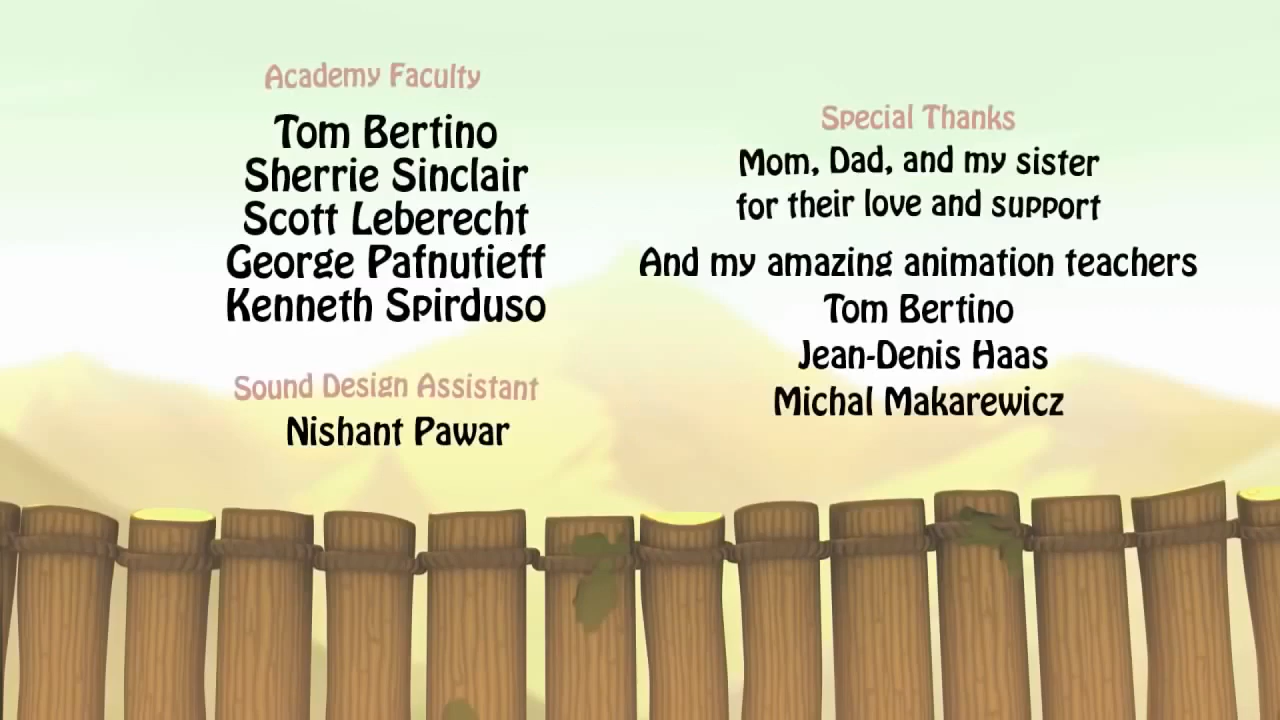 Academy Faculty
Tom Bertino
Sherrie Sinclair
Scott Leberecht
George Pafnutieff
Kenneth Spirduso
Sound Design Assistant
Nishant Pawar
Special Thanks
Mom, Dad, and my sister
for their love and support
And my amazing animation teachers
Tom Bertino
Jean-Denis Haas
Michal Makarewicz